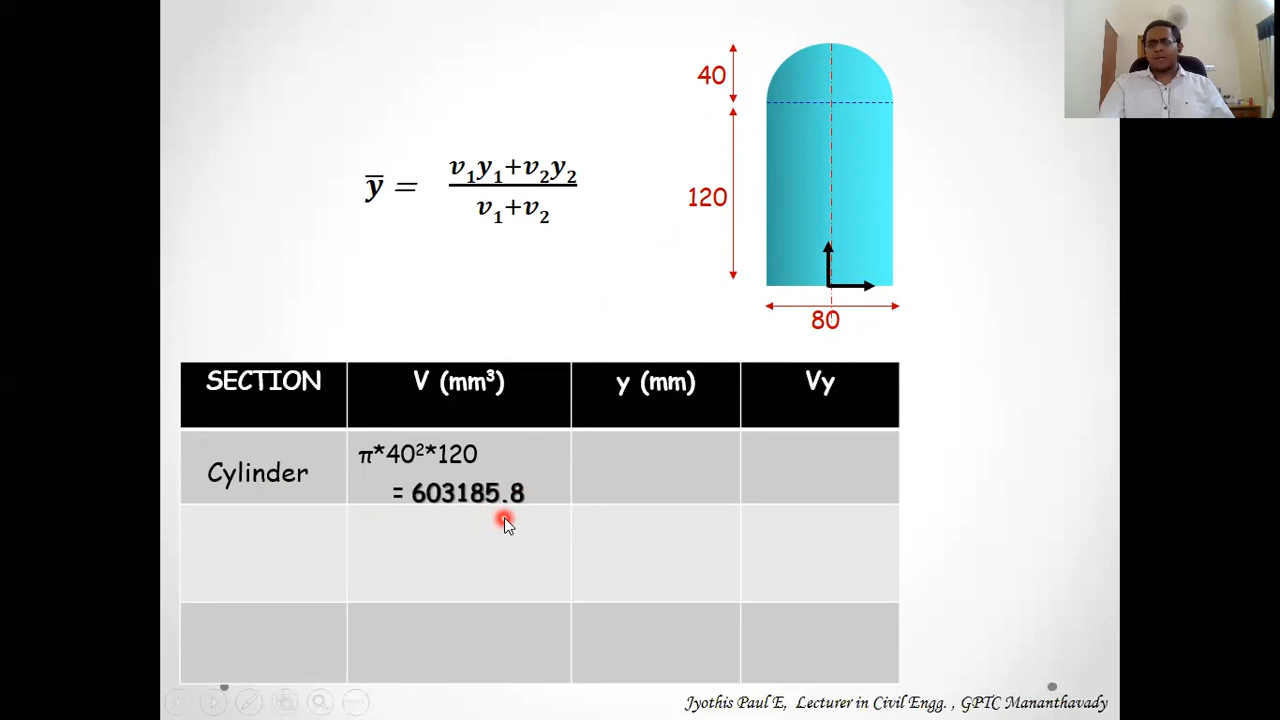 40
120
80
y̅ = v₁y₁+v₂y₂
v₁+v₂
SECTION V (mm³) y (mm) Vy
Cylinder π*40²*120
= 603185.8
Jyothis Paul E, Lecturer in Civil Engg. , GPTC Mananthavady